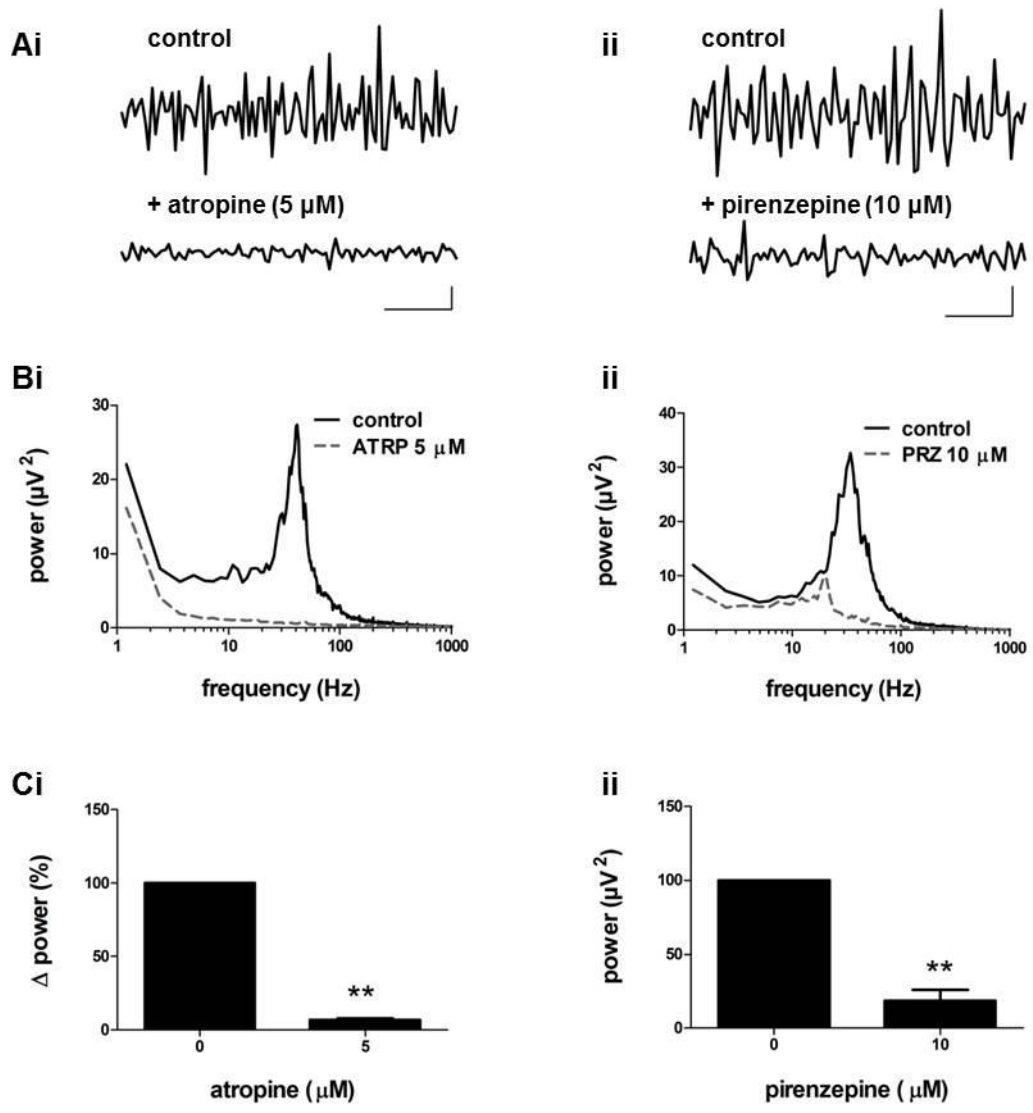 Ai
control
+ atropine (5 µM)
ii
control
+ pirenzepine (10 µM)
Bi
30
20
10
0
power (µV²)
control
ATRP 5 µM
1
10
100
1000
frequency (Hz)
ii
40
30
20
10
0
power (µV²)
control
PRZ 10 µM
1
10
100
1000
frequency (Hz)
Ci
150
100
50
0
Δ power (%)
**
0
5
atropine ( µM)
ii
150
100
50
0
power (µV²)
**
0
10
pirenzepine ( µM)